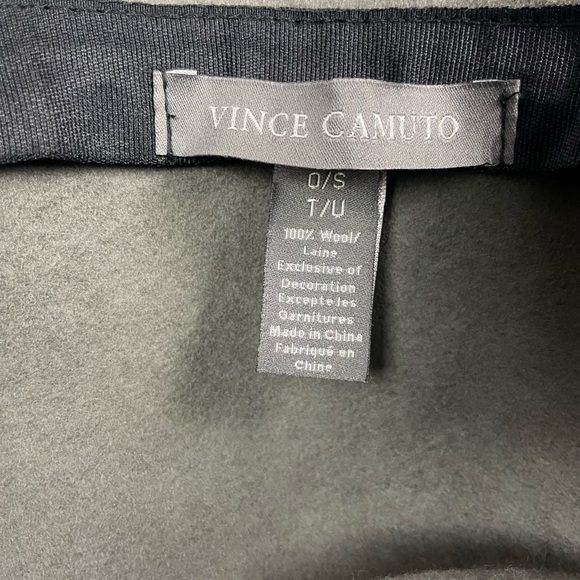 VINCE CAMUTO
O/S
T/U
100% Wool/
Laine
Exclusive of
Decoration
Excepte les
Garnitures
Made in China
Fabriqué en
Chine